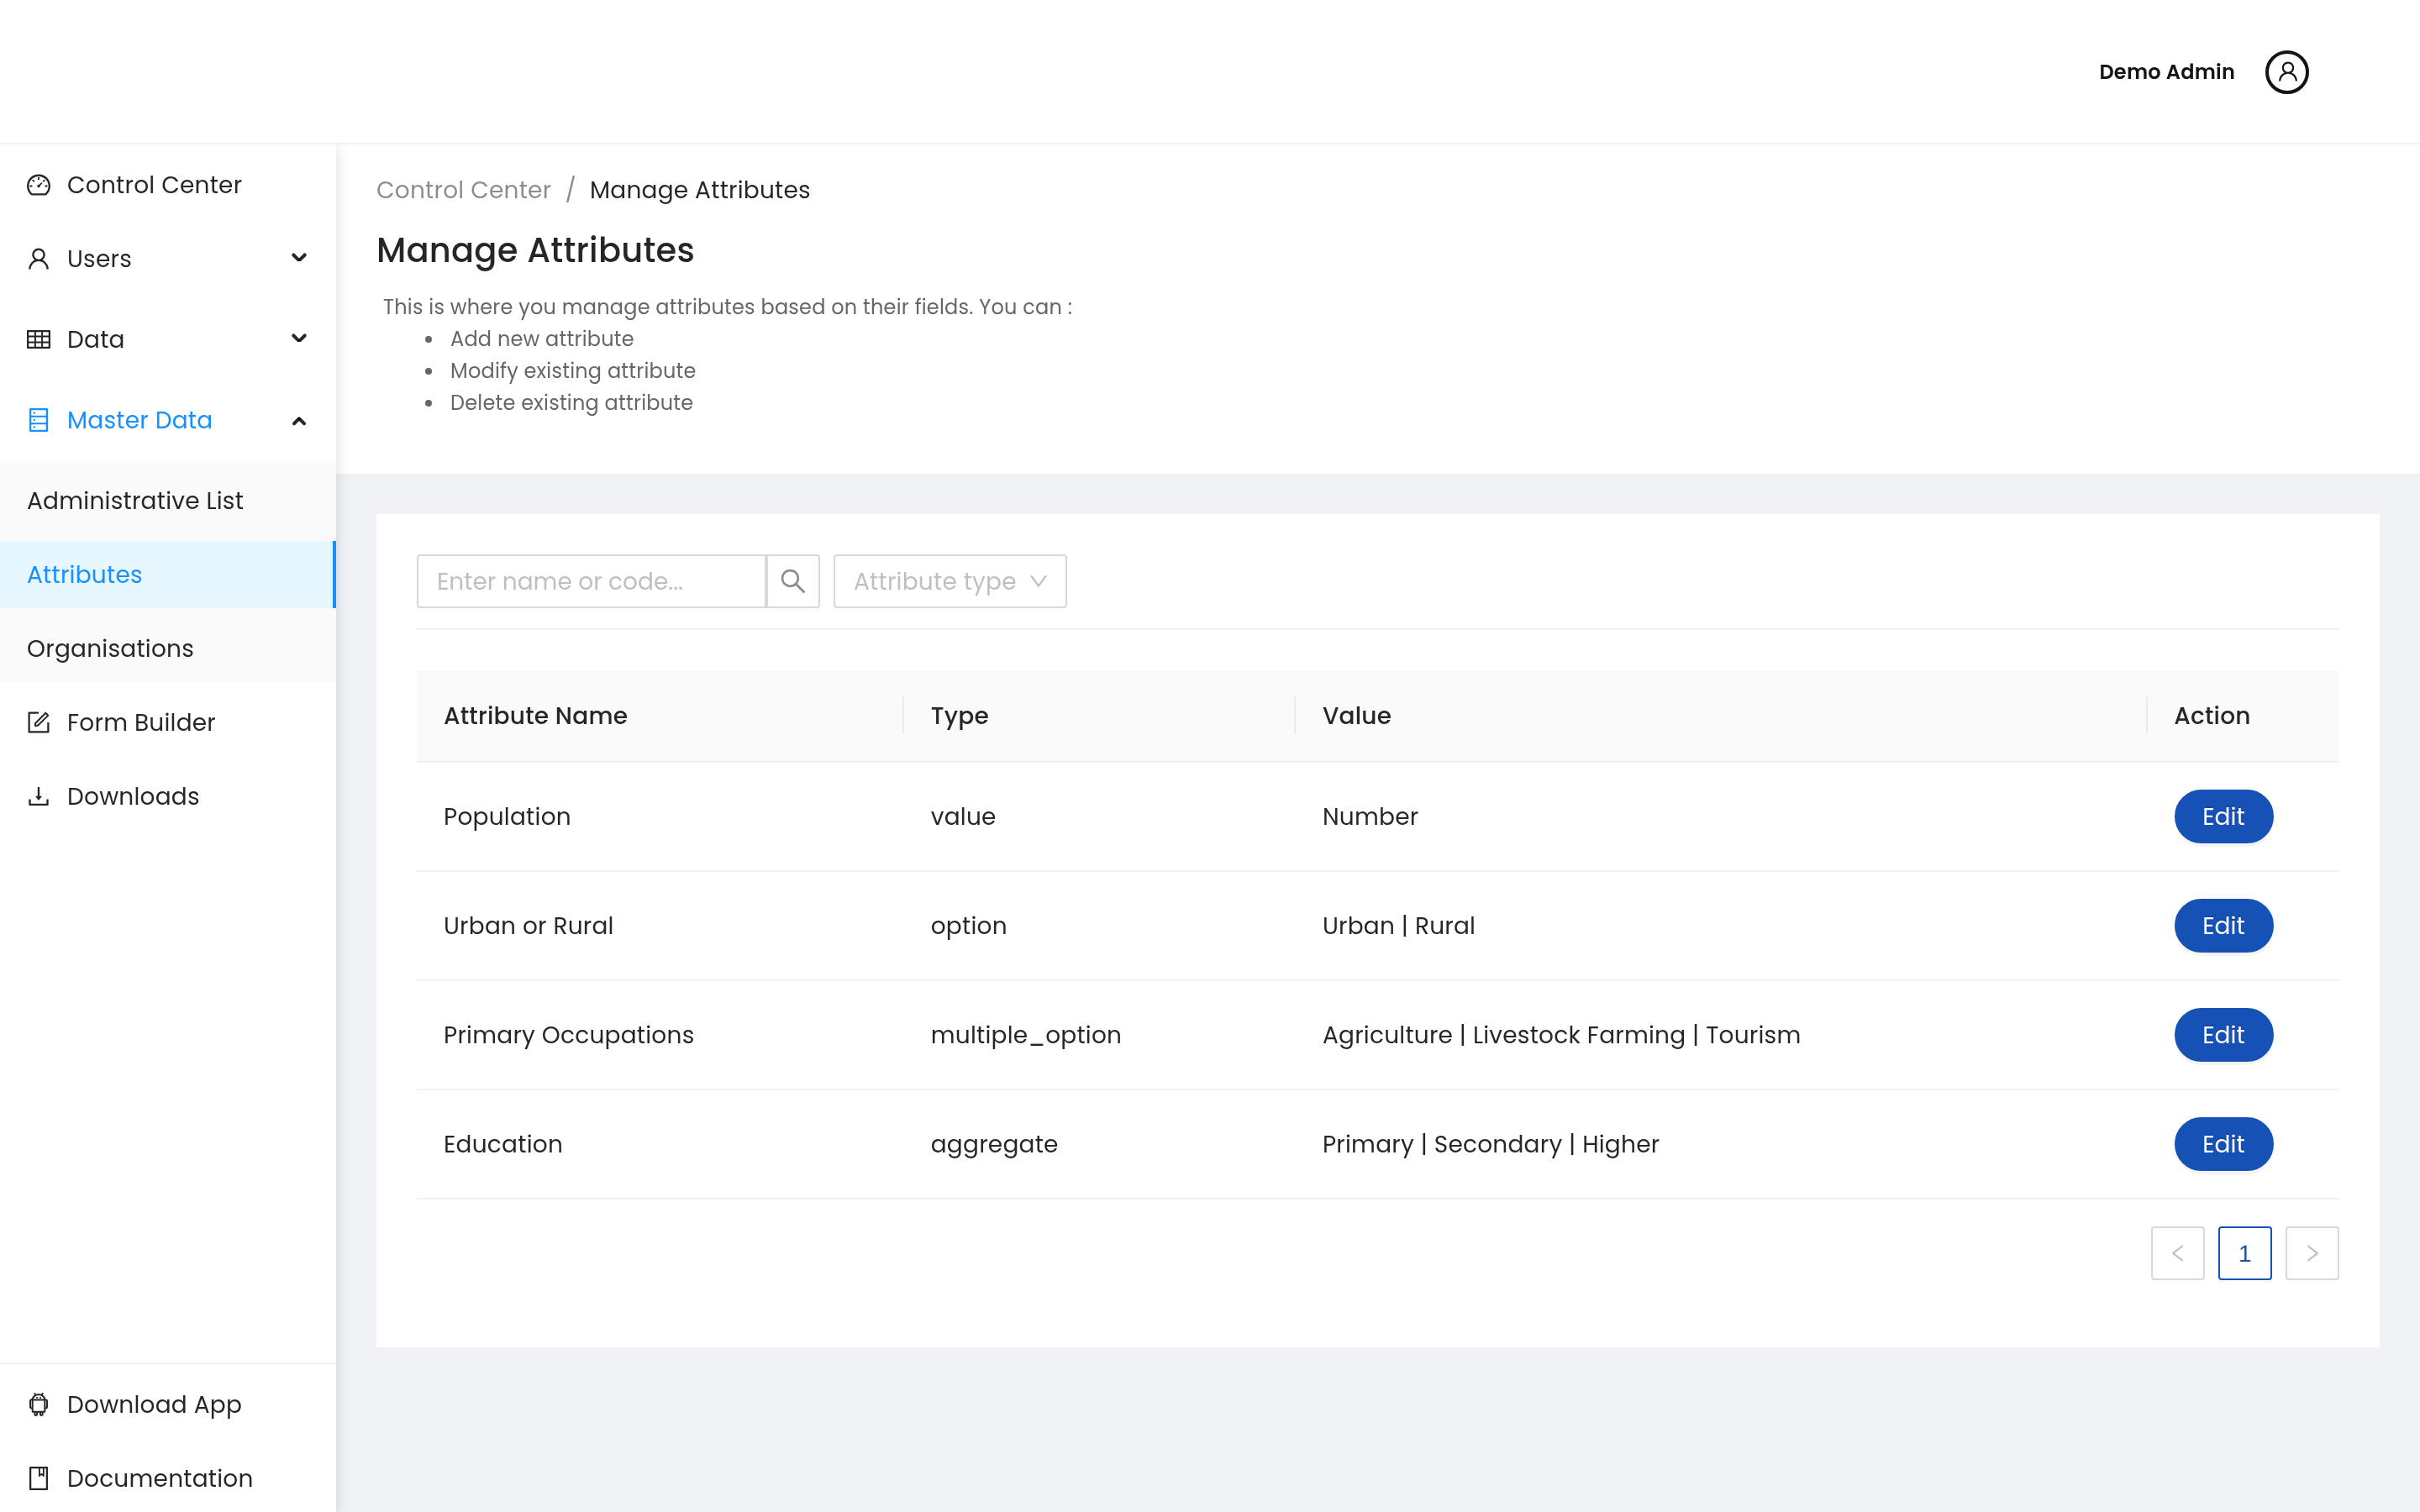 Demo Admin
Control Center
Users
Data
Master Data
Administrative List
Attributes
Organisations
Form Builder
Downloads
Download App
Documentation
Control Center / Manage Attributes
Manage Attributes
This is where you manage attributes based on their fields. You can :
• Add new attribute
• Modify existing attribute
• Delete existing attribute
Enter name or code... Attribute type
Attribute Name Type Value Action
Population value Number Edit
Urban or Rural option Urban | Rural Edit
Primary Occupations multiple_option Agriculture | Livestock Farming | Tourism Edit
Education aggregate Primary | Secondary | Higher Edit
< 1 >